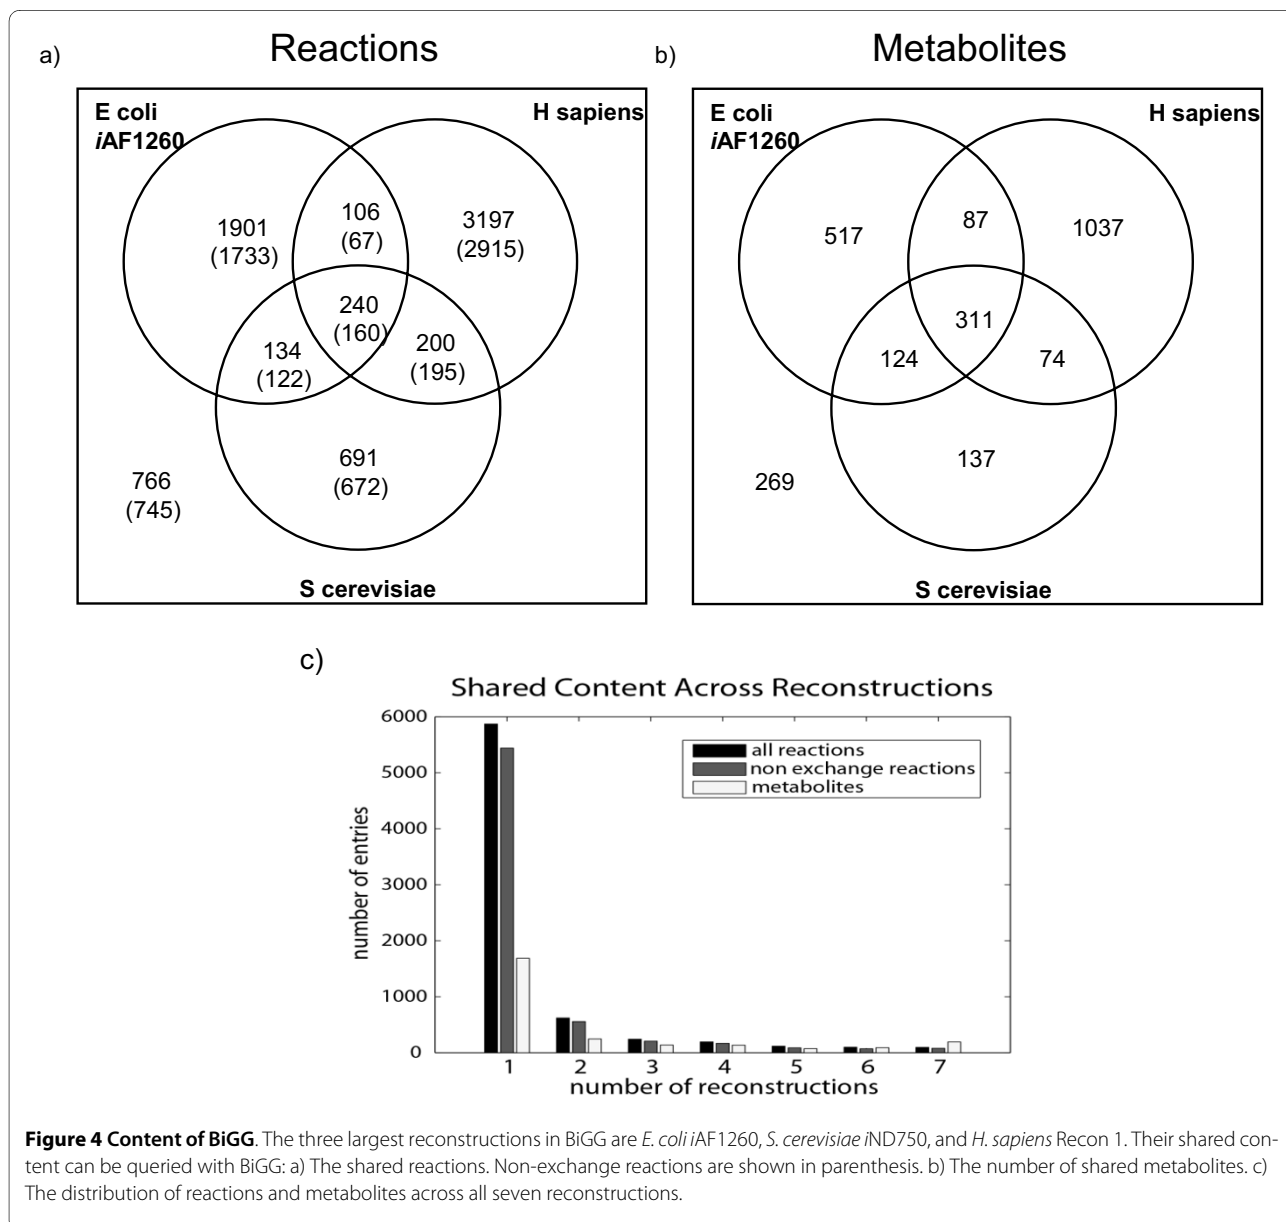 a)
Reactions
E coli
iAF1260
H sapiens
1901
(1733)
106
(67)
3197
(2915)
240
(160)
134
(122)
200
(195)
691
(672)
766
(745)
S cerevisiae
b)
Metabolites
E coli
iAF1260
H sapiens
517
87
1037
311
124
74
137
269
S cerevisiae
c)
Shared Content Across Reconstructions
6000
5000
4000
3000
2000
1000
0
number of entries
all reactions
non exchange reactions
metabolites
1 2 3 4 5 6 7
number of reconstructions
Figure 4 Content of BiGG. The three largest reconstructions in BiGG are E. coli iAF1260, S. cerevisiae iND750, and H. sapiens Recon 1. Their shared con-
tent can be queried with BiGG: a) The shared reactions. Non-exchange reactions are shown in parenthesis. b) The number of shared metabolites. c)
The distribution of reactions and metabolites across all seven reconstructions.